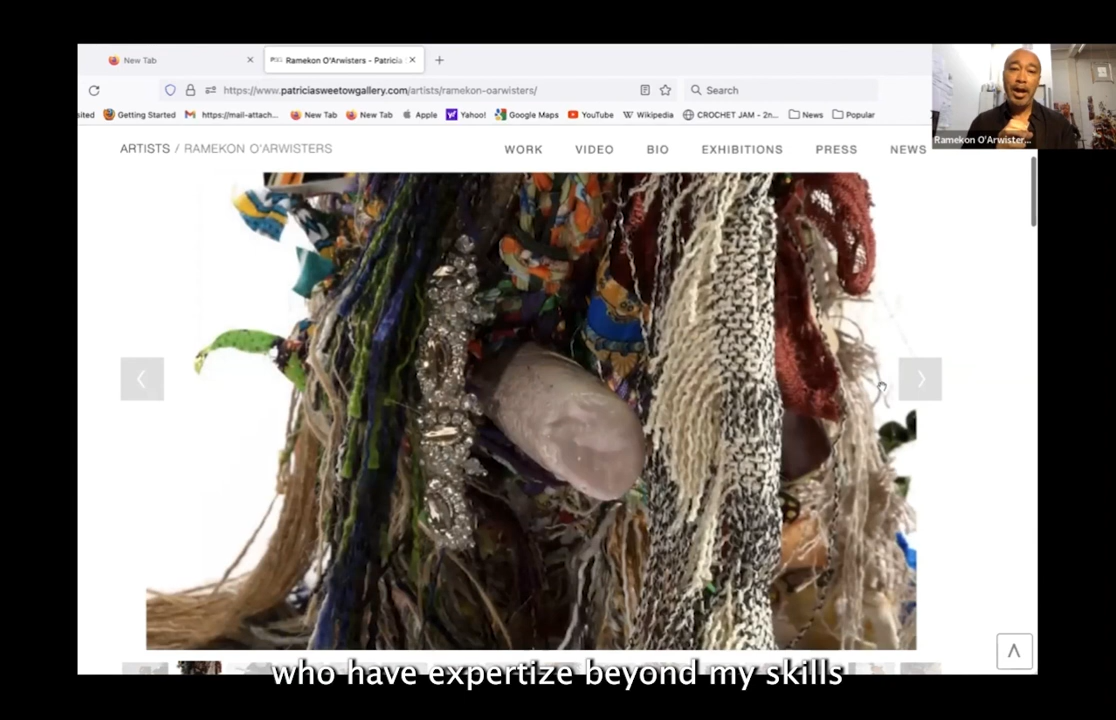 New Tab
Ramekon O'Arwisters - Patricia
https://www.patriciasweetowgallery.com/artists/ramekon-oarwisters/
Search
sited Getting Started https://mail-attach... New Tab New Tab Apple Yahoo! Google Maps YouTube Wikipedia CROCHET JAM - 2n... News Popular
Ramekon O'Arwister...
ARTISTS / RAMEKON O'ARWISTERS
WORK VIDEO BIO EXHIBITIONS PRESS NEWS
who have expertize beyond my skills